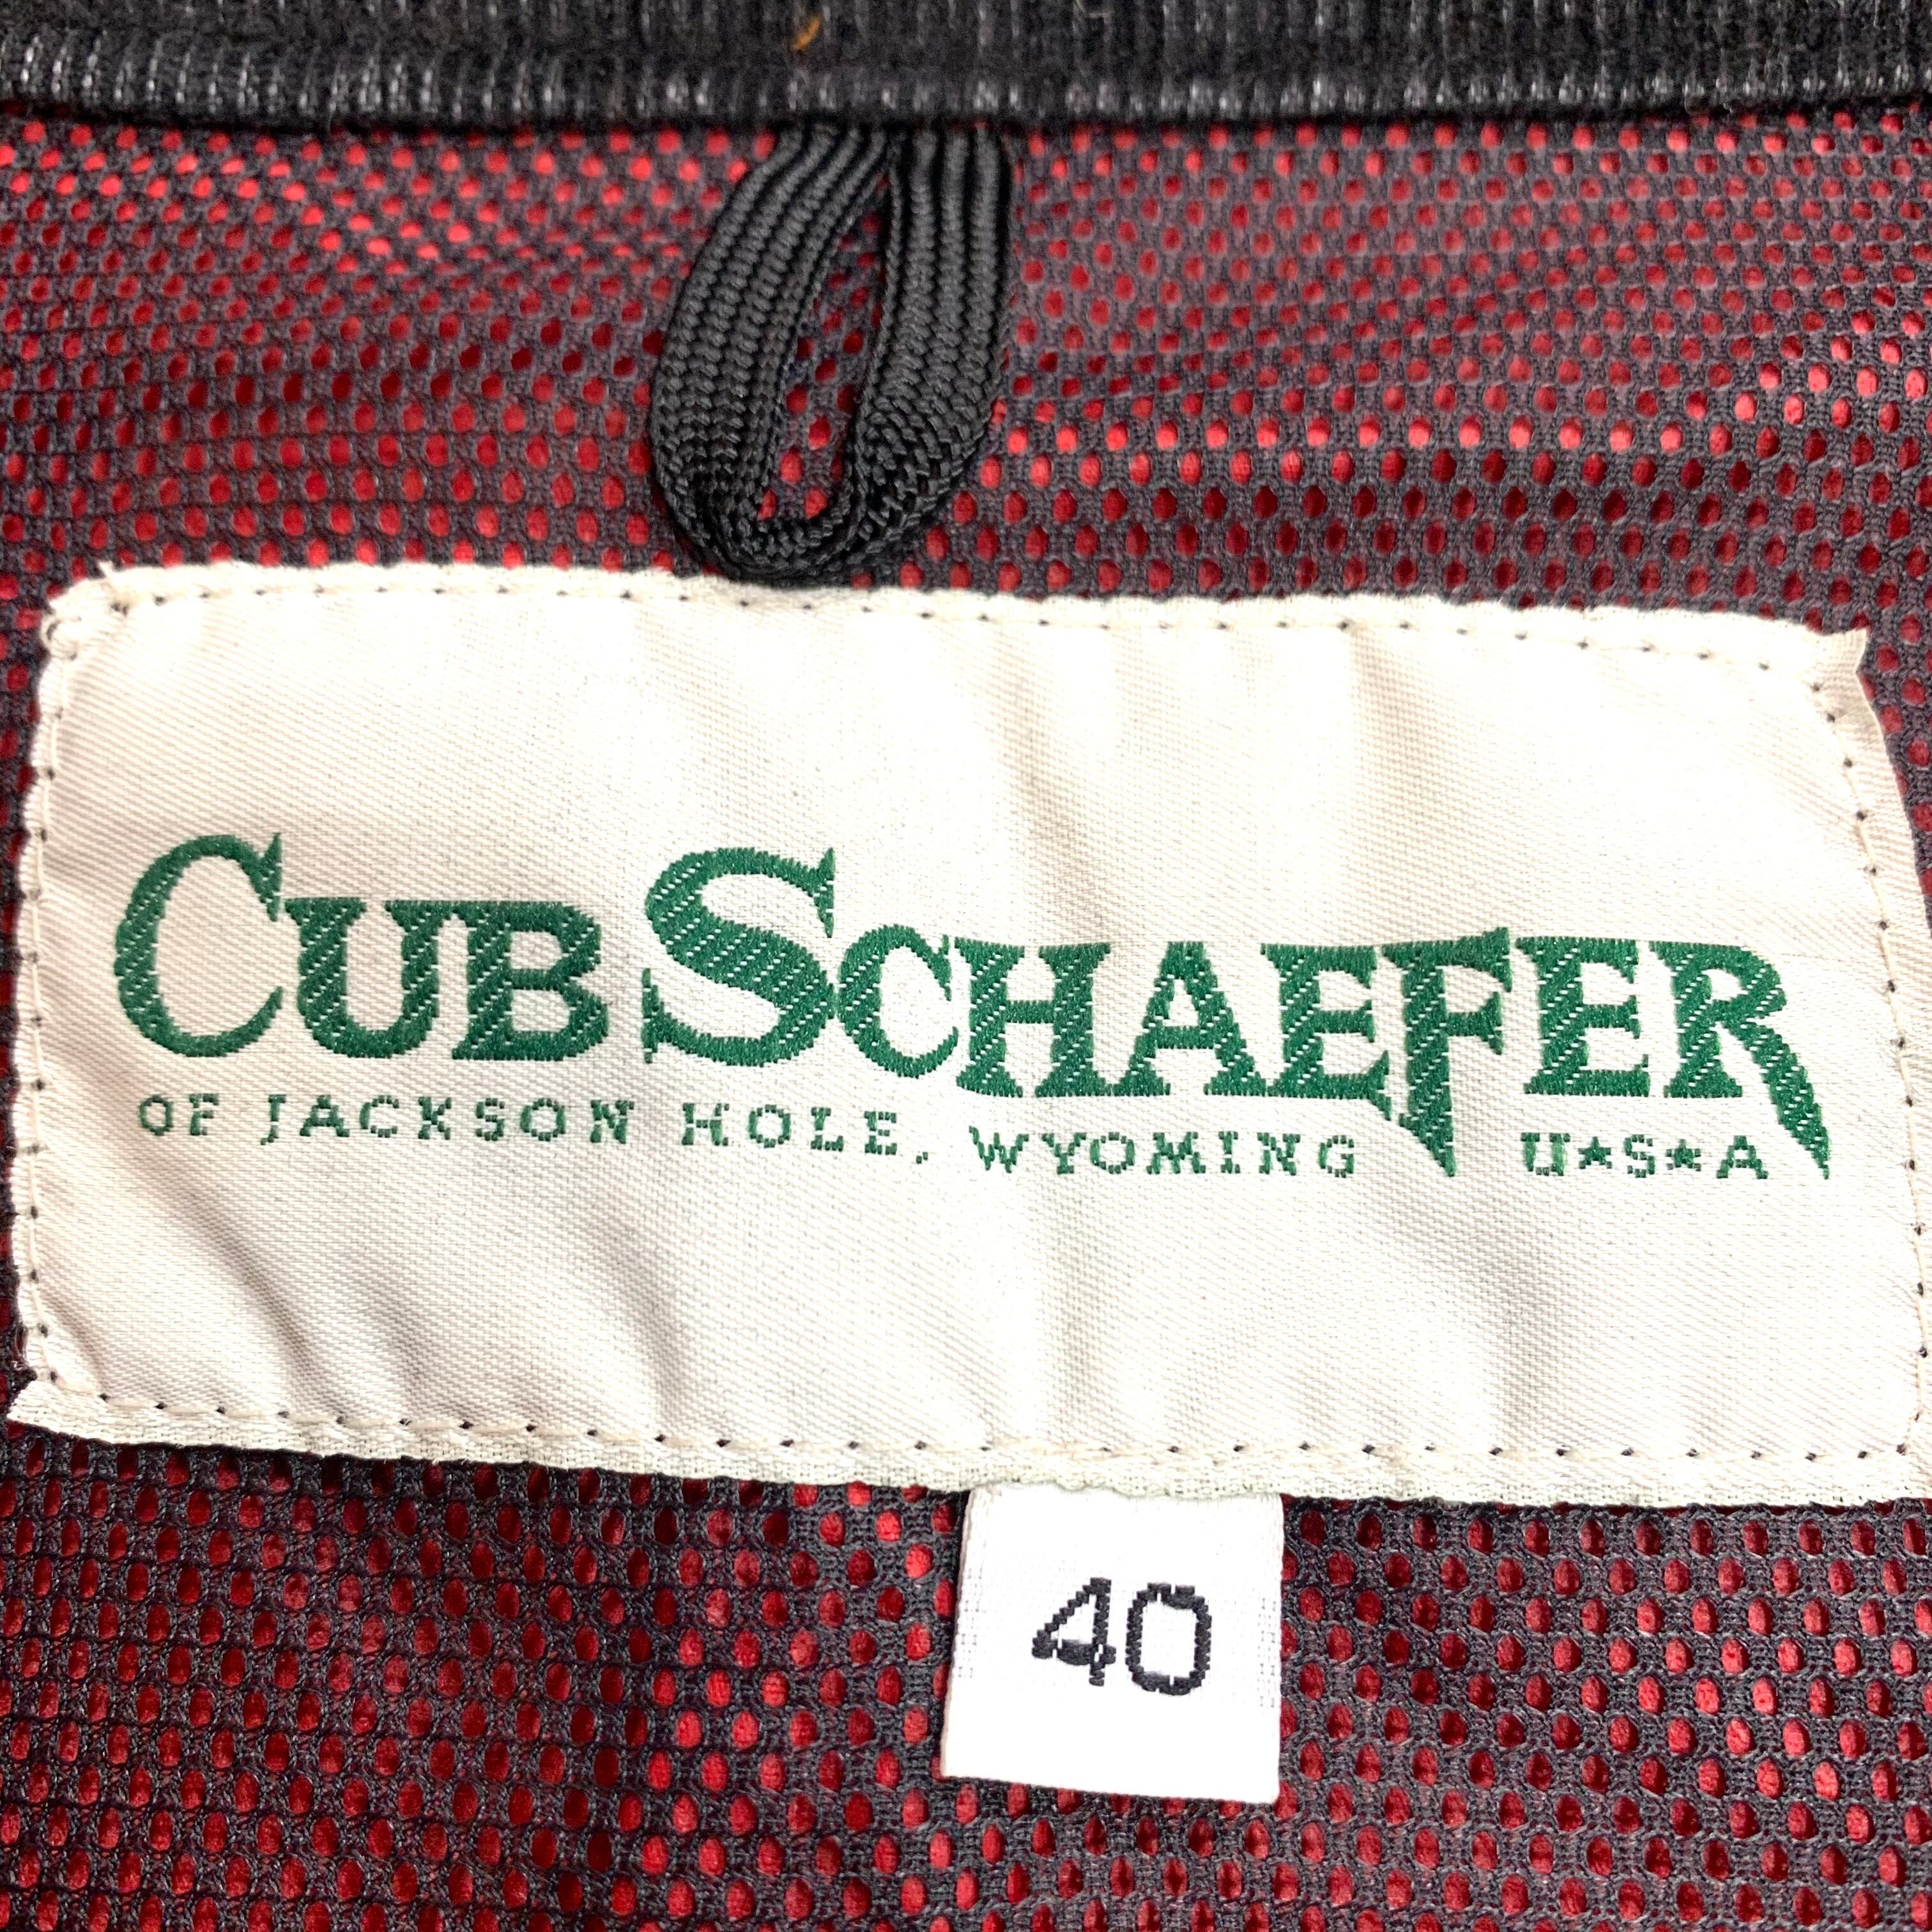 CUB SCHAEFER
OF JACKSON HOLE, WYOMING U★S★A
40